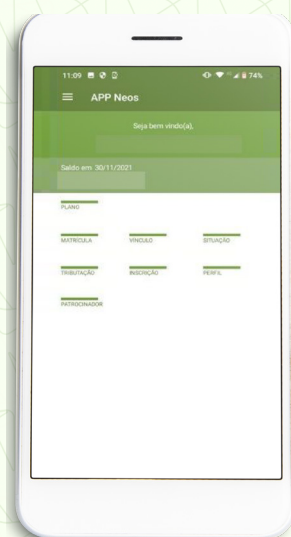 11:09 74%
APP Neos
Seja bem vindo(a),
Saldo em 30/11/2021
PLANO
MATRÍCULA VÍNCULO SITUAÇÃO
TRIBUTAÇÃO INSCRIÇÃO PERFIL
PATROCINADOR